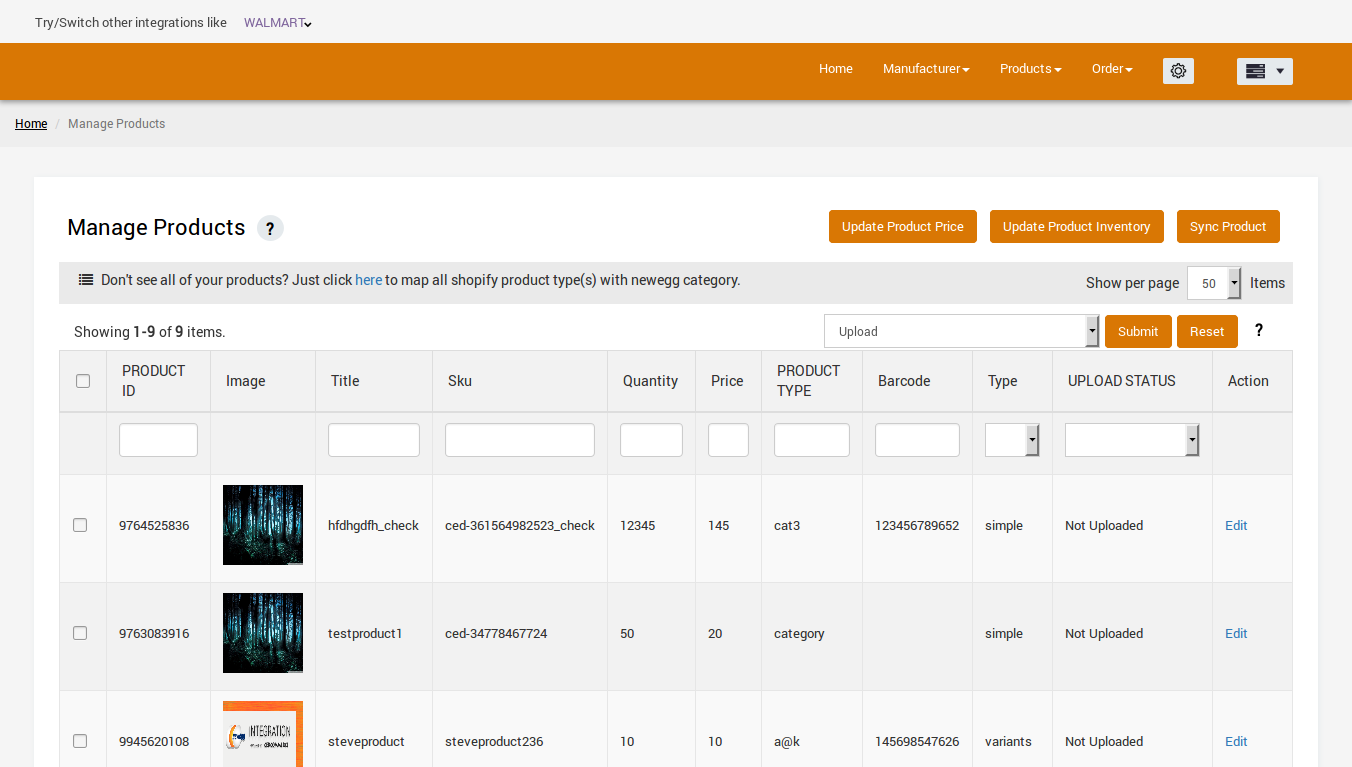 Try/Switch other integrations like WALMART
Home Manufacturer Products Order
Home / Manage Products
Manage Products ? Update Product Price Update Product Inventory Sync Product
Don't see all of your products? Just click here to map all shopify product type(s) with newegg category. Show per page 50 Items
Showing 1-9 of 9 items. Upload Submit Reset ?
PRODUCT ID Image Title Sku Quantity Price PRODUCT TYPE Barcode Type UPLOAD STATUS Action
9764525836 hfdhgdfh_check ced-361564982523_check 12345 145 cat3 123456789652 simple Not Uploaded Edit
9763083916 testproduct1 ced-34778467724 50 20 category simple Not Uploaded Edit
INTEGRATION
9945620108 steveproduct steveproduct236 10 10 a@k 145698547626 variants Not Uploaded Edit